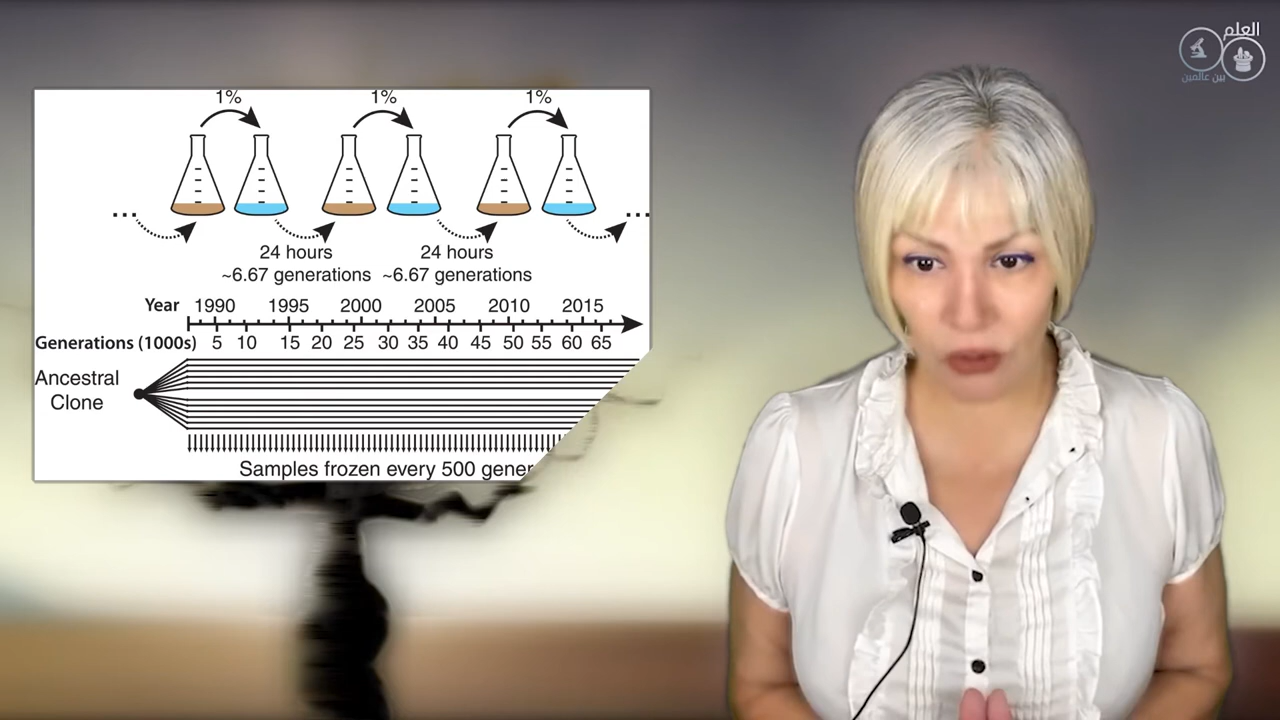 العلم
بين عالمين
1% 1% 1%
... ...
24 hours 24 hours
~6.67 generations ~6.67 generations
Year 1990 1995 2000 2005 2010 2015
Generations (1000s) 5 10 15 20 25 30 35 40 45 50 55 60 65
Ancestral
Clone
Samples frozen every 500 gener